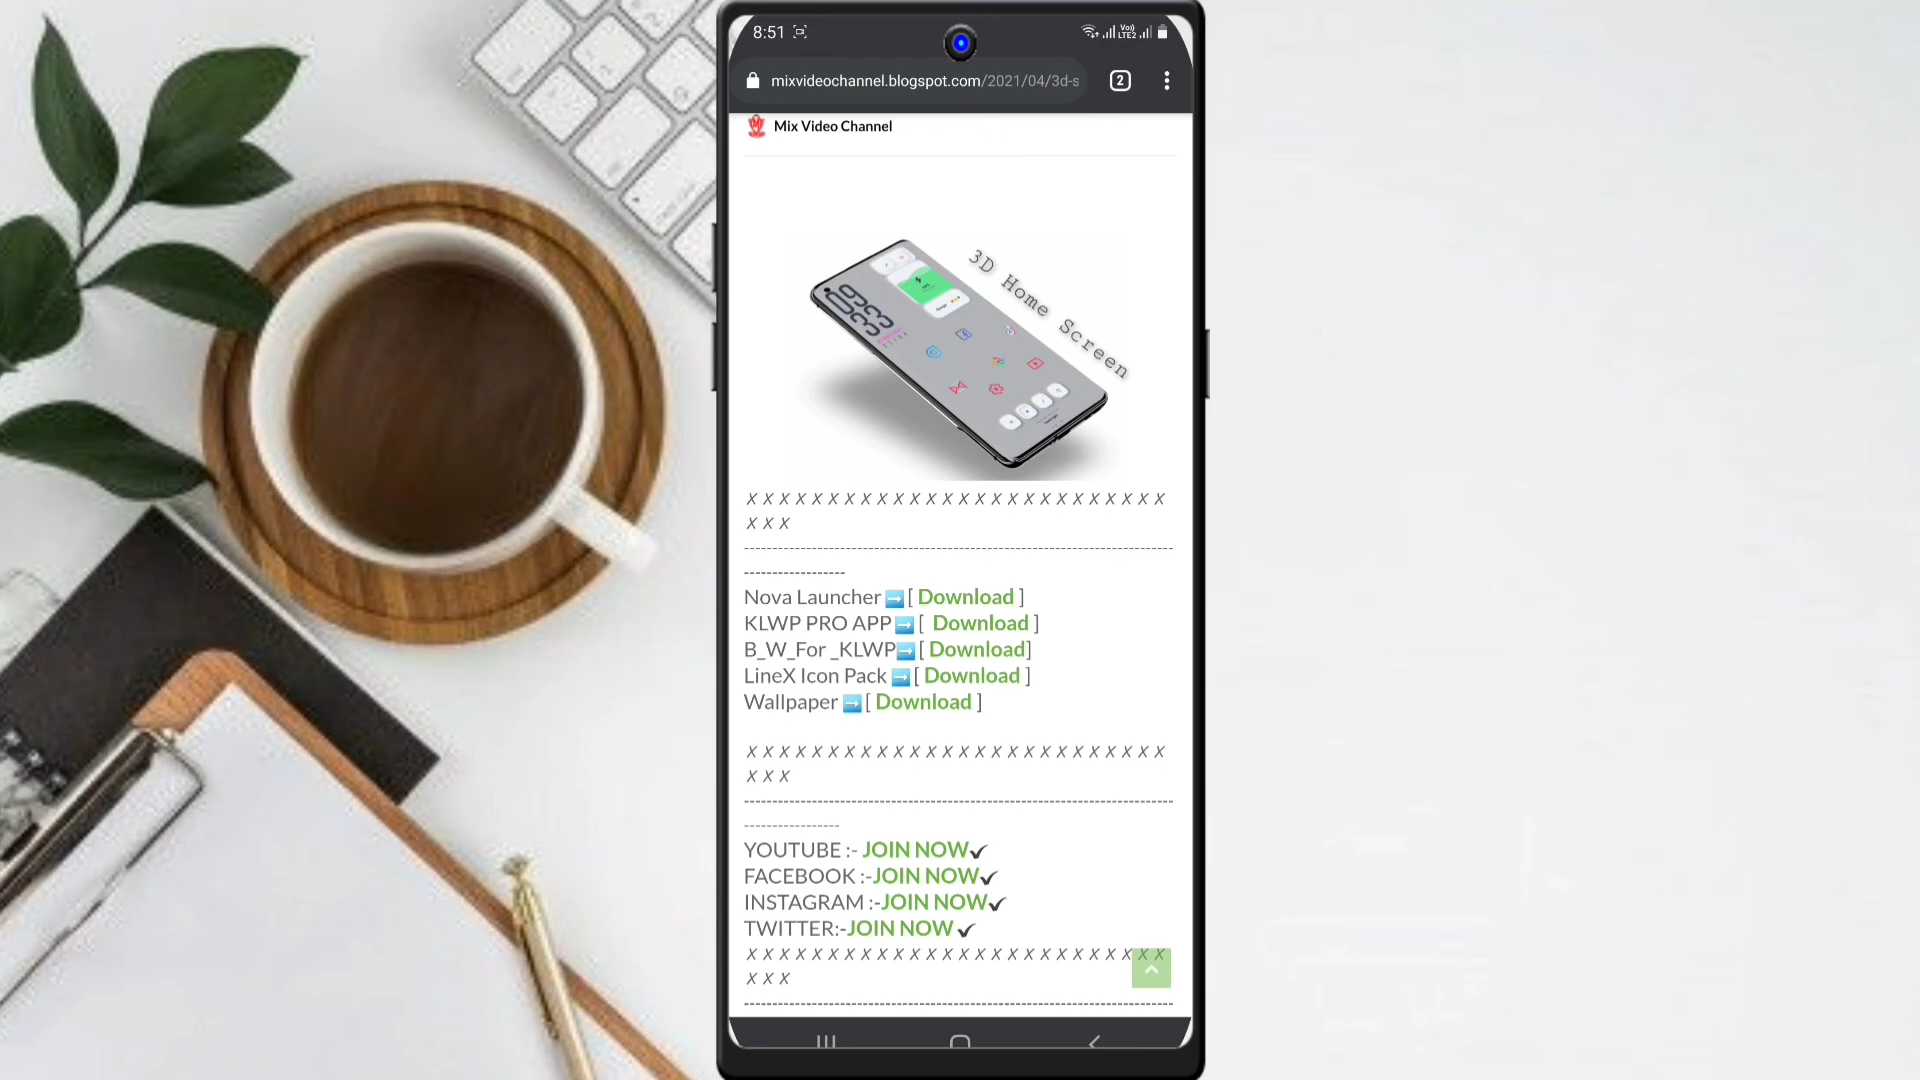 8:51
Vo))
LTE2
mixvideochannel.blogspot.com/2021/04/3d-s
2
Mix Video Channel
3D Home Screen
X X X X X X X X X X X X X X X X X X X X X X X X X X
X X X
----------------------------------------------------------------------------
------------------
Nova Launcher ➡️ [ Download ]
KLWP PRO APP ➡️ [ Download ]
B_W_For _KLWP➡️ [ Download]
LineX Icon Pack ➡️ [ Download ]
Wallpaper ➡️ [ Download ]
X X X X X X X X X X X X X X X X X X X X X X X X X X
X X X
----------------------------------------------------------------------------
-----------------
YOUTUBE :- JOIN NOW✔
FACEBOOK :-JOIN NOW✔
INSTAGRAM :-JOIN NOW✔
TWITTER:-JOIN NOW ✔
X X X X X X X X X X X X X X X X X X X X X X X X X X
X X X
----------------------------------------------------------------------------